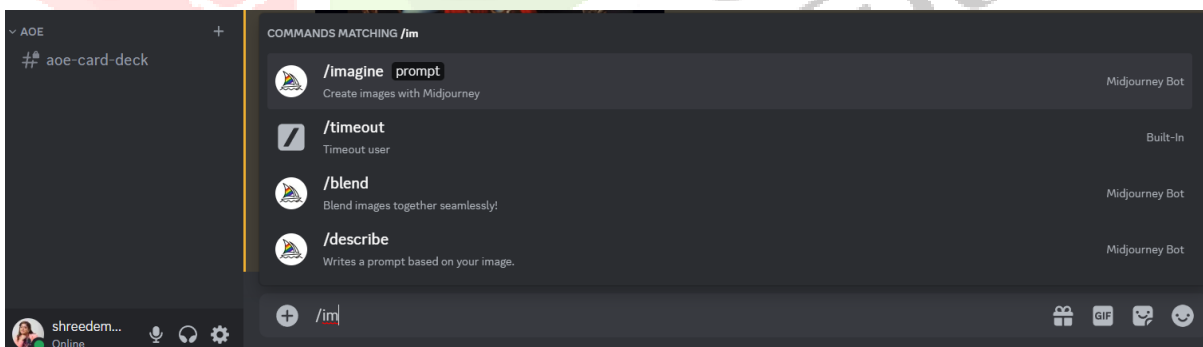 AOE
aoe-card-deck
shreedem...
Online
COMMANDS MATCHING /im
/imagine prompt
Create images with Midjourney
Midjourney Bot
/timeout
Timeout user
Built-In
/blend
Blend images together seamlessly!
Midjourney Bot
/describe
Writes a prompt based on your image.
Midjourney Bot
/im
GIF